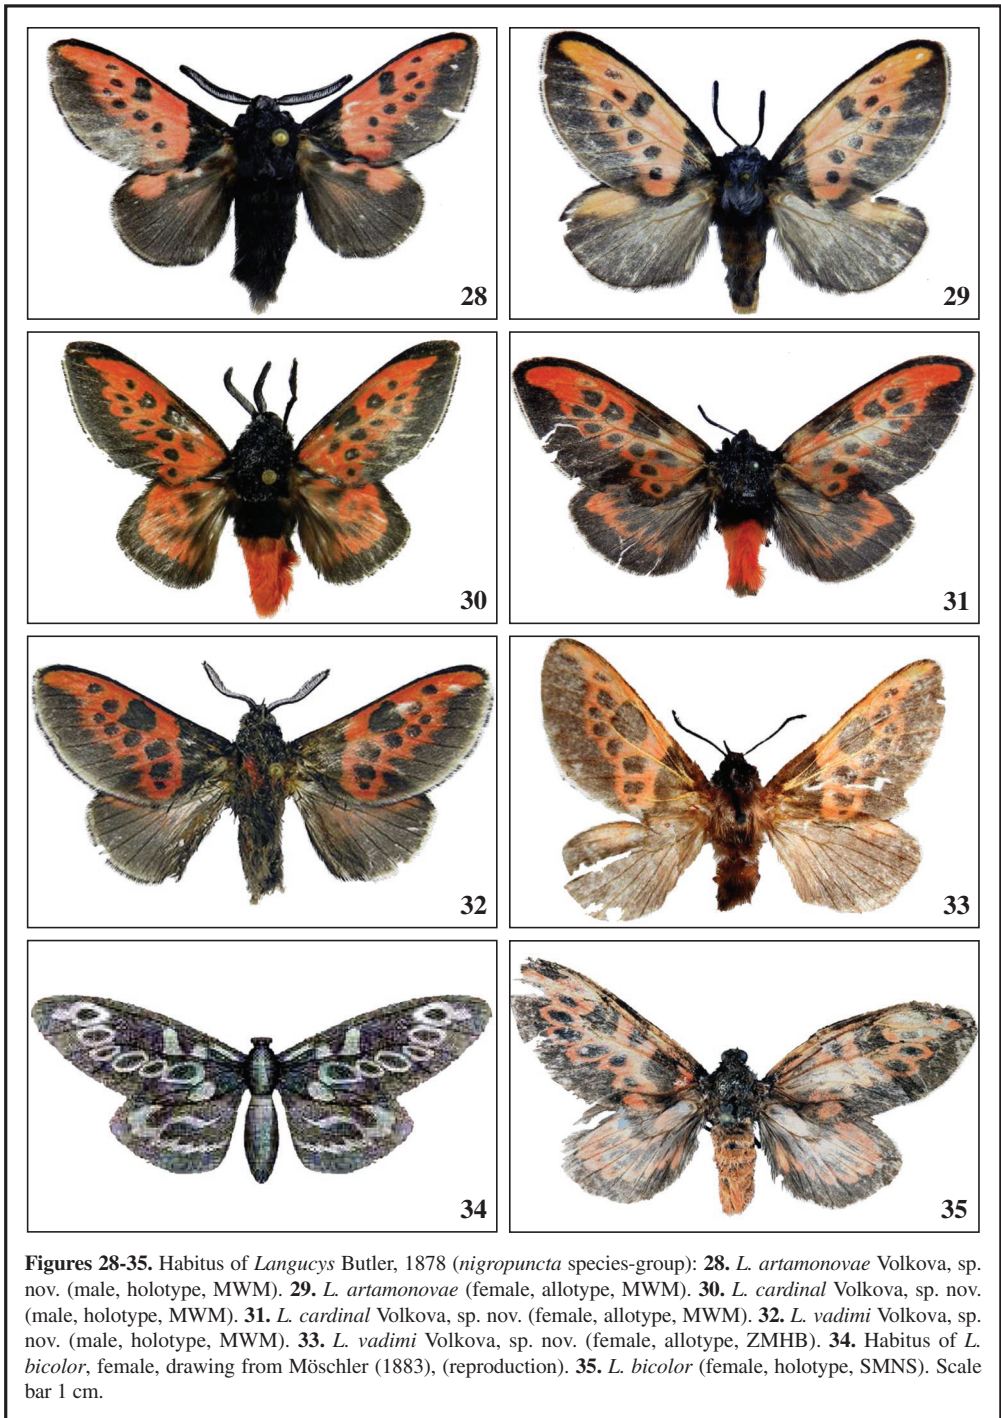 28
29
30
31
32
33
34
35
Figures 28-35. Habitus of Langucys Butler, 1878 (nigropuncta species-group): 28. L. artamonovae Volkova, sp.
nov. (male, holotype, MWM). 29. L. artamonovae (female, allotype, MWM). 30. L. cardinal Volkova, sp. nov.
(male, holotype, MWM). 31. L. cardinal Volkova, sp. nov. (female, allotype, MWM). 32. L. vadimi Volkova, sp.
nov. (male, holotype, MWM). 33. L. vadimi Volkova, sp. nov. (female, allotype, ZMHB). 34. Habitus of L.
bicolor, female, drawing from Möschler (1883), (reproduction). 35. L. bicolor (female, holotype, SMNS). Scale
bar 1 cm.